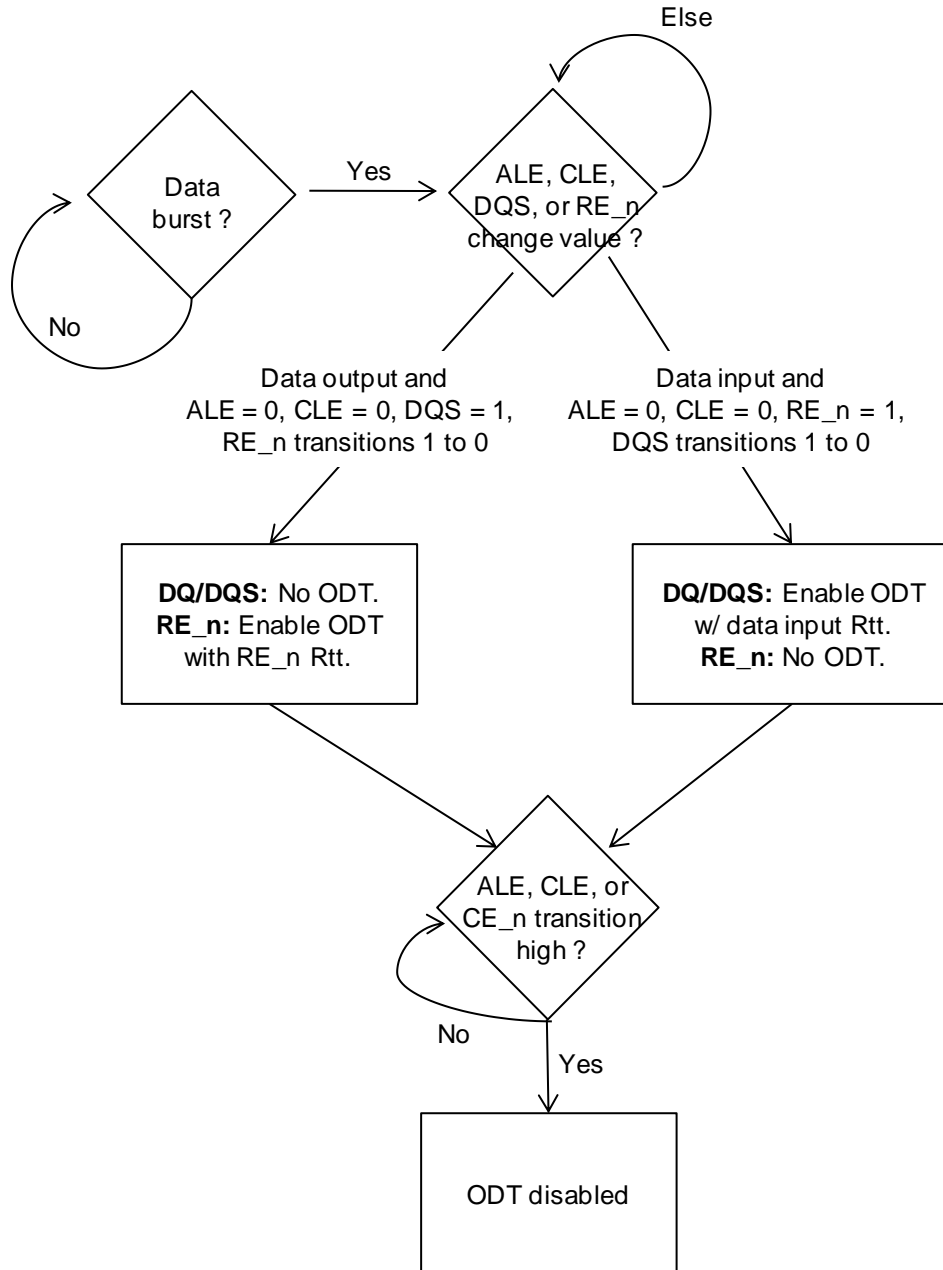 Else
Data
burst ?
Yes
ALE, CLE,
DQS, or RE_n
change value ?
No
Data output and
ALE = 0, CLE = 0, DQS = 1,
RE_n transitions 1 to 0
Data input and
ALE = 0, CLE = 0, RE_n = 1,
DQS transitions 1 to 0
DQ/DQS: No ODT.
RE_n: Enable ODT
with RE_n Rtt.
DQ/DQS: Enable ODT
w/ data input Rtt.
RE_n: No ODT.
ALE, CLE, or
CE_n transition
high ?
No
Yes
ODT disabled